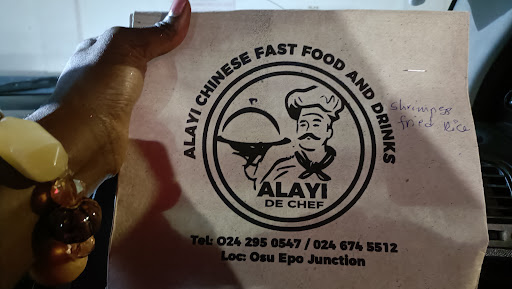 ALAYI CHINESE FAST FOOD AND DRINKS
shrimps
fried Rice
ALAYI
DE CHEF
Tel: 024 295 0547 / 024 674 5512
Loc: Osu Epo Junction